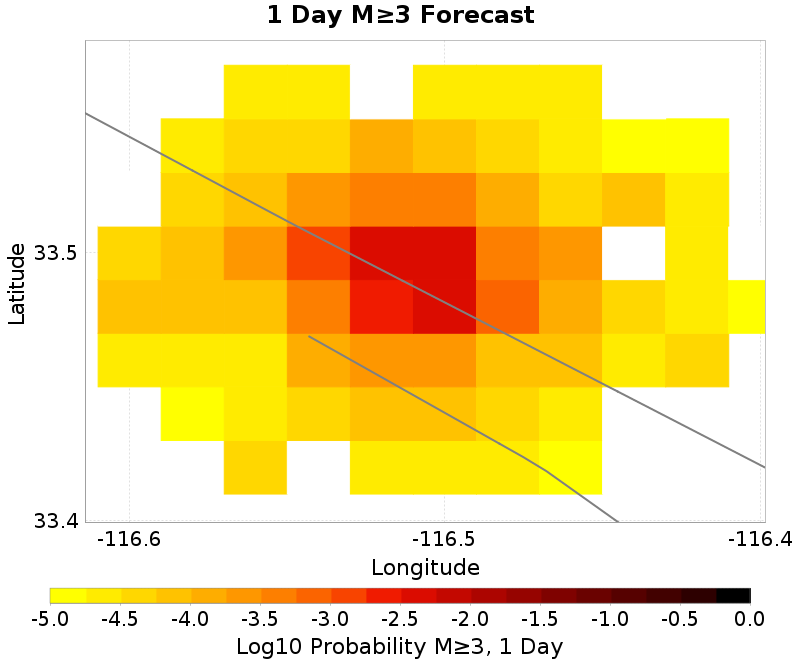 1 Day M≥3 Forecast
Latitude
33.5
33.4
-116.6 -116.5 -116.4
Longitude
-5.0 -4.5 -4.0 -3.5 -3.0 -2.5 -2.0 -1.5 -1.0 -0.5 0.0
Log10 Probability M≥3, 1 Day